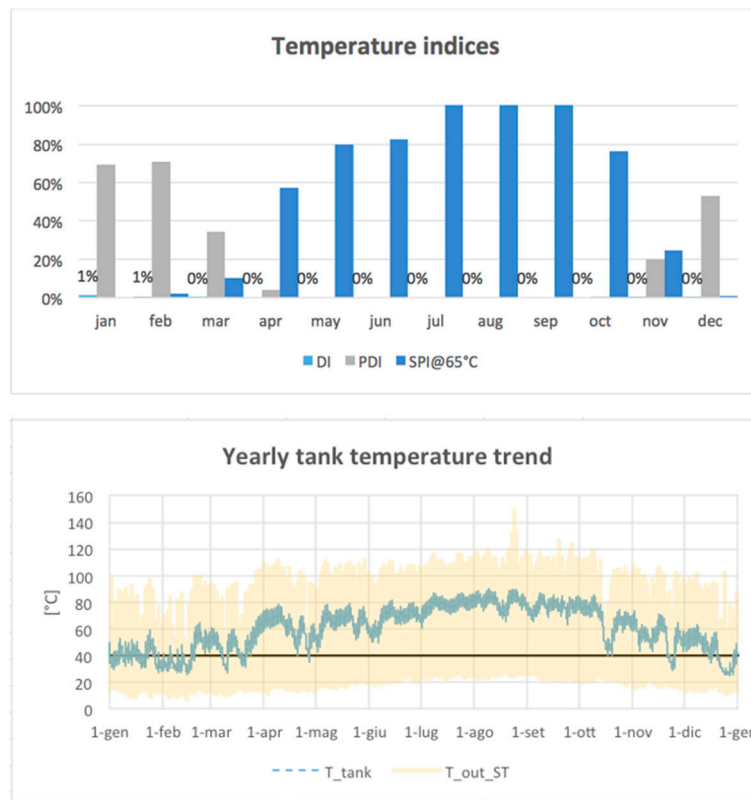 Temperature indices
100%
80%
60%
40%
20%
0%
1% 1% 0% 0% 0% 0% 0% 0% 0% 0% 0% 0%
jan feb mar apr may jun jul aug sep oct nov dec
DI PDI SPI@65°C
Yearly tank temperature trend
160
140
120
100
80
60
40
20
0
[°C]
1-gen 1-feb 1-mar 1-apr 1-mag 1-giu 1-lug 1-ago 1-set 1-ott 1-nov 1-dic 1-gen
T_tank T_out_ST